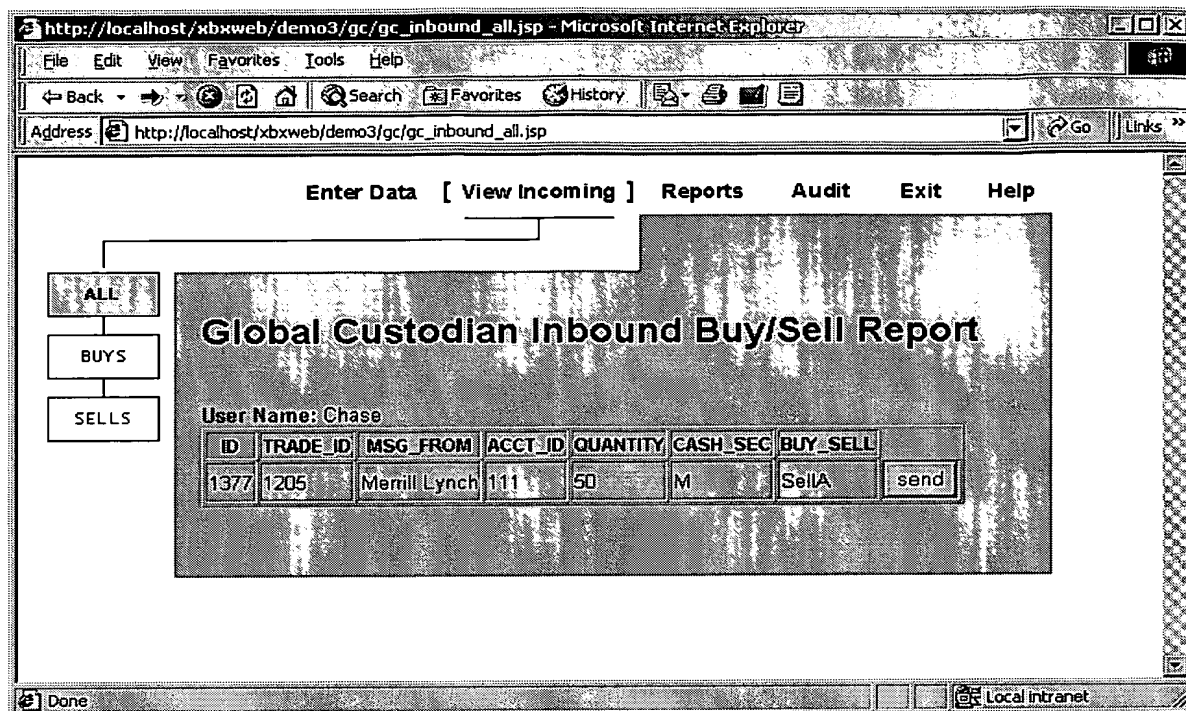 http://localhost/xbxweb/demo3/gc/gc_inbound_all.jsp - Microsoft Internet Explorer
File Edit View Favorites Tools Help
Back Search Favorites History
Address http://localhost/xbxweb/demo3/gc/gc_inbound_all.jsp Go Links »
Enter Data [ View Incoming ] Reports Audit Exit Help
ALL
BUYS
SELLS
Global Custodian Inbound Buy/Sell Report
User Name: Chase
ID TRADE_ID MSG_FROM ACCT_ID QUANTITY CASH_SEC BUY_SELL
1377 1205 Merrill Lynch 111 50 M SellA send
Done Local intranet